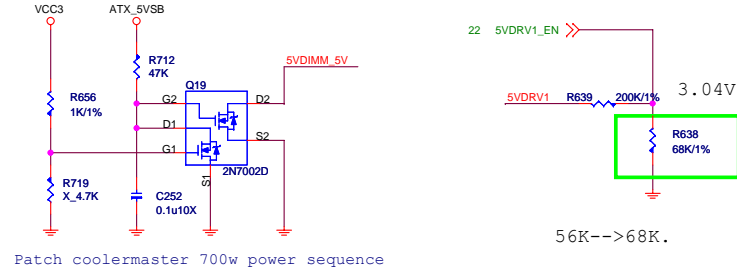 VCC3
ATX_5VSB
R712
47K
R656
1K/1%
Q19
G2
D2
D1
S2
G1
S1
2N7002D
5VDIMM_5V
R719
X_4.7K
C252
0.1u10X
Patch coolermaster 700w power sequence
22 5VDRV1_EN
5VDRV1
R639
200K/1%
3.04V
R638
68K/1%
56K-->68K.